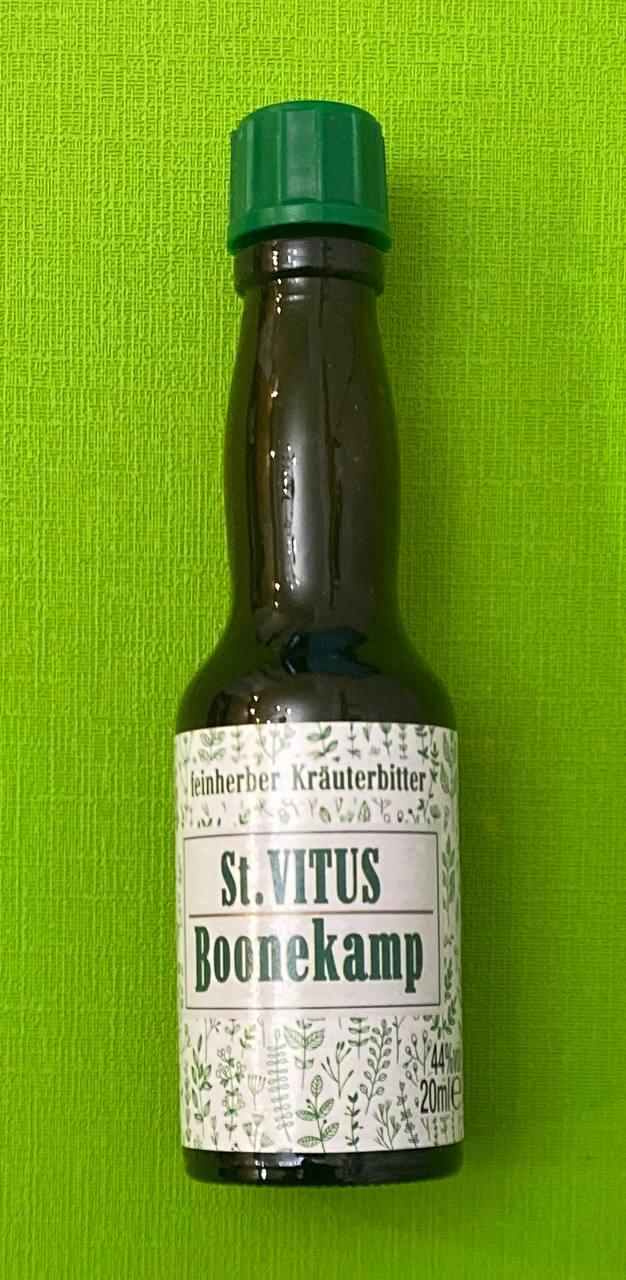 feinherber Kräuterbitter
St. VITUS
Boonekamp
44%vol
20ml℮